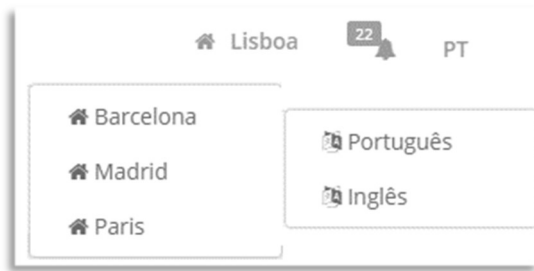 Lisboa 22 PT
Barcelona
Madrid
Paris
Português
Inglês